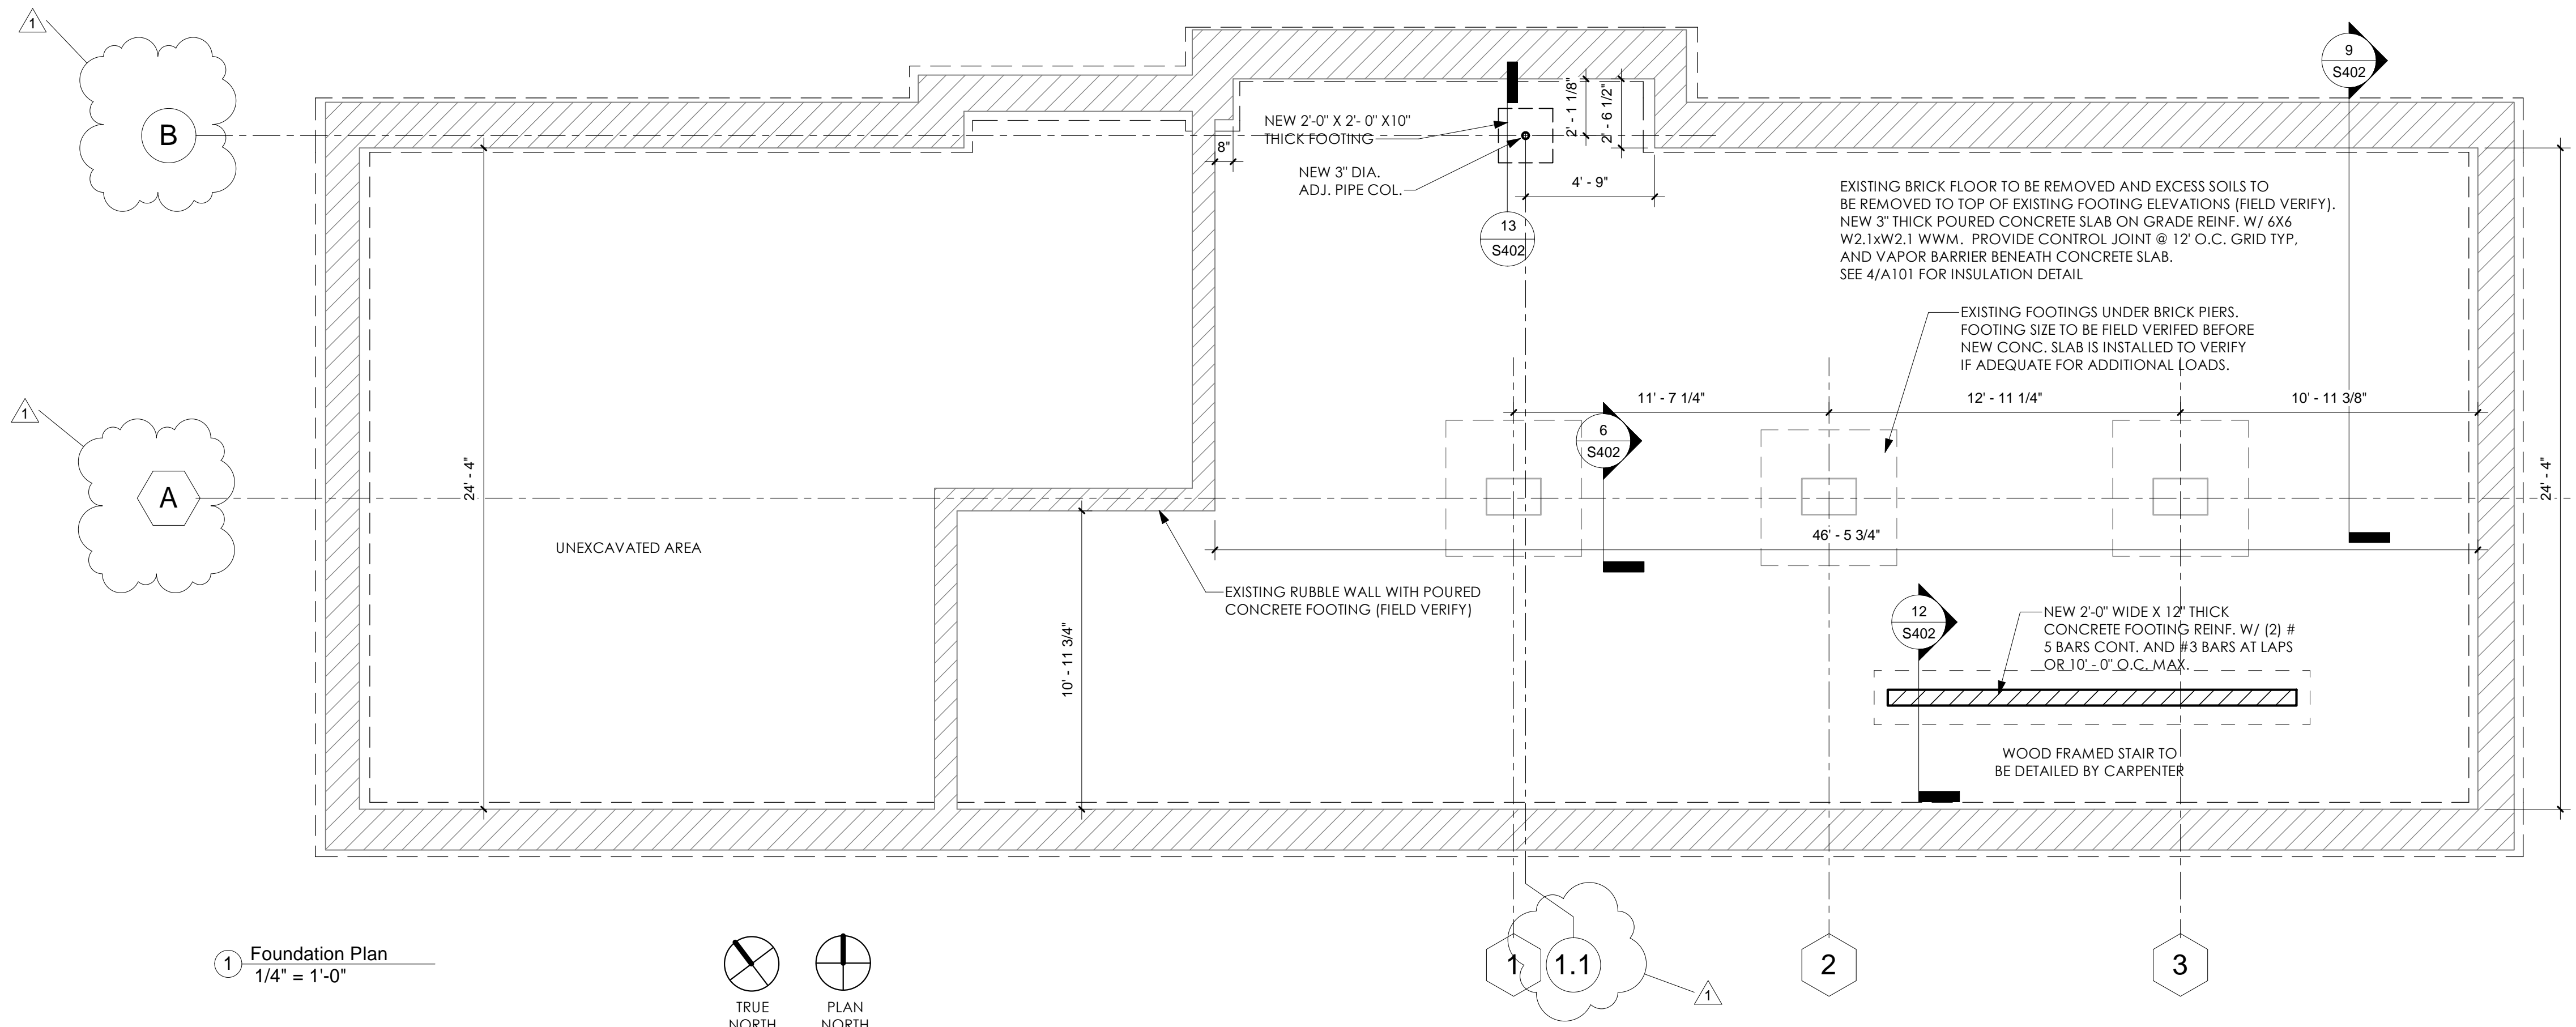 1
B
1
A
9
S402
NEW 2'-0" X 2'- 0" X10"
THICK FOOTING
NEW 3" DIA.
ADJ. PIPE COL.
8"
2' - 1 1/8"
2' - 6 1/2"
4' - 9"
13
S402
EXISTING BRICK FLOOR TO BE REMOVED AND EXCESS SOILS TO
BE REMOVED TO TOP OF EXISTING FOOTING ELEVATIONS (FIELD VERIFY).
NEW 3" THICK POURED CONCRETE SLAB ON GRADE REINF. W/ 6X6
W2.1xW2.1 WWM.  PROVIDE CONTROL JOINT @ 12' O.C. GRID TYP,
AND VAPOR BARRIER BENEATH CONCRETE SLAB.
SEE 4/A101 FOR INSULATION DETAIL
EXISTING FOOTINGS UNDER BRICK PIERS.
FOOTING SIZE TO BE FIELD VERIFED BEFORE
NEW CONC. SLAB IS INSTALLED TO VERIFY
IF ADEQUATE FOR ADDITIONAL LOADS.
11' - 7 1/4"
12' - 11 1/4"
10' - 11 3/8"
6
S402
24' - 4"
24' - 4"
46' - 5 3/4"
UNEXCAVATED AREA
EXISTING RUBBLE WALL WITH POURED
CONCRETE FOOTING (FIELD VERIFY)
10' - 11 3/4"
12
S402
NEW 2'-0" WIDE X 12" THICK
CONCRETE FOOTING REINF. W/ (2) #
5 BARS CONT. AND #3 BARS AT LAPS
OR 10' - 0" O.C. MAX.
WOOD FRAMED STAIR TO
BE DETAILED BY CARPENTER
1
Foundation Plan
1/4" = 1'-0"
TRUE
NORTH
PLAN
NORTH
1
1.1
1
2
3